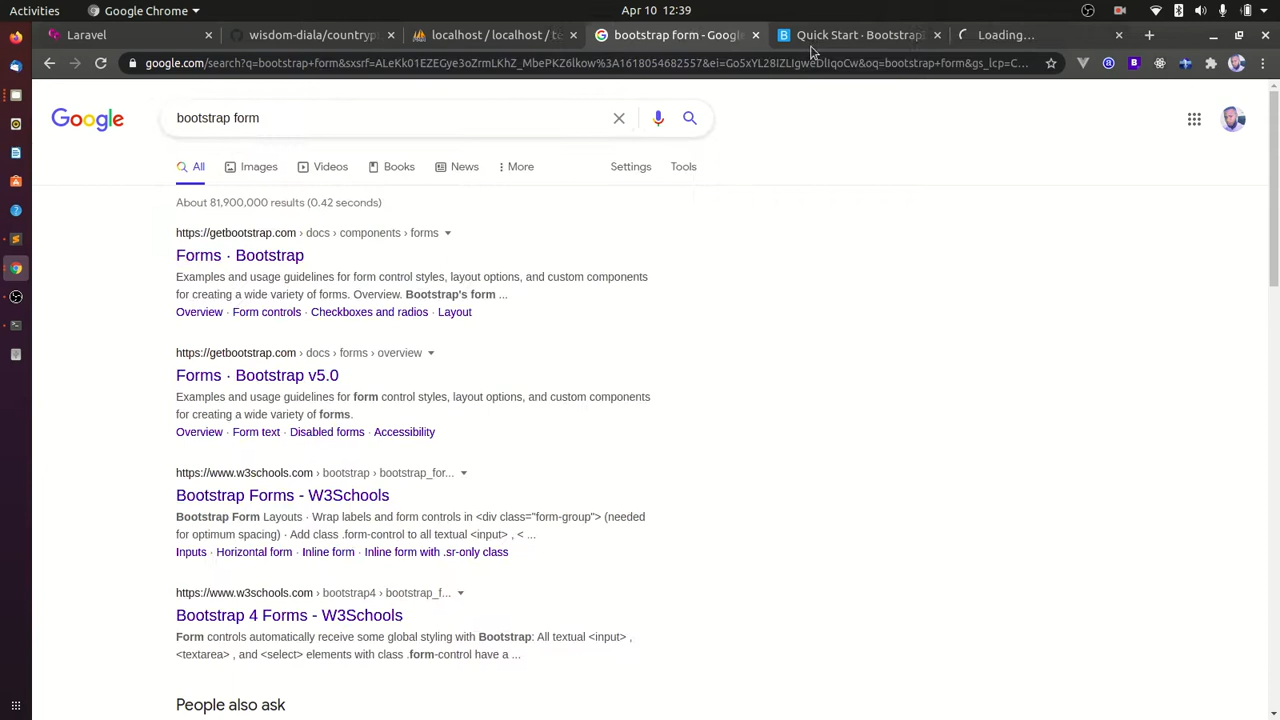 Activities
Google Chrome
Apr 10 12:39
Laravel
wisdom-diala/countrypi
localhost / localhost / te
bootstrap form - Google
Quick Start · Bootstrap
Loading...
google.com/search?q=bootstrap+form&sxsrf=ALeKk01EZEGYe3oZrmLKhZ_MbePKZ6lkow%3A1618054682557&ei=Go5xYL28IZLIgweDlIqoCw&oq=bootstrap+form&gs_lcp=C...
Google
bootstrap form
All
Images
Videos
Books
News
More
Settings
Tools
About 81,900,000 results (0.42 seconds)
https://getbootstrap.com › docs › components › forms
Forms · Bootstrap
Examples and usage guidelines for form control styles, layout options, and custom components
for creating a wide variety of forms. Overview. Bootstrap's form ...
Overview · Form controls · Checkboxes and radios · Layout
https://getbootstrap.com › docs › forms › overview
Forms · Bootstrap v5.0
Examples and usage guidelines for form control styles, layout options, and custom components
for creating a wide variety of forms.
Overview · Form text · Disabled forms · Accessibility
https://www.w3schools.com › bootstrap › bootstrap_for...
Bootstrap Forms - W3Schools
Bootstrap Form Layouts · Wrap labels and form controls in <div class="form-group"> (needed
for optimum spacing) · Add class .form-control to all textual <input> , < ...
Inputs · Horizontal form · Inline form · Inline form with .sr-only class
https://www.w3schools.com › bootstrap4 › bootstrap_f...
Bootstrap 4 Forms - W3Schools
Form controls automatically receive some global styling with Bootstrap: All textual <input> ,
<textarea> , and <select> elements with class .form-control have a ...
People also ask